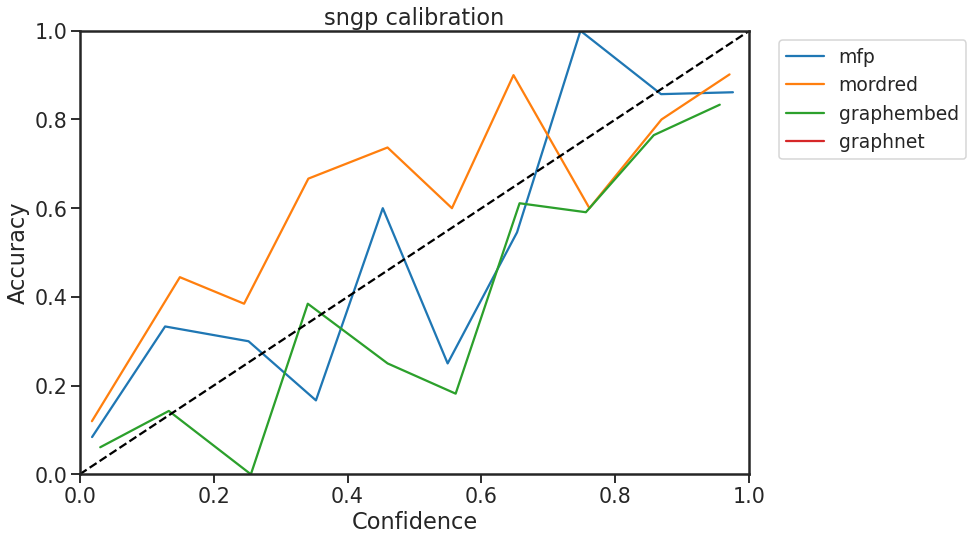 sngp calibration
1.0
0.8
0.6
0.4
0.2
0.0
Accuracy
0.0 0.2 0.4 0.6 0.8 1.0
Confidence
mfp
mordred
graphembed
graphnet